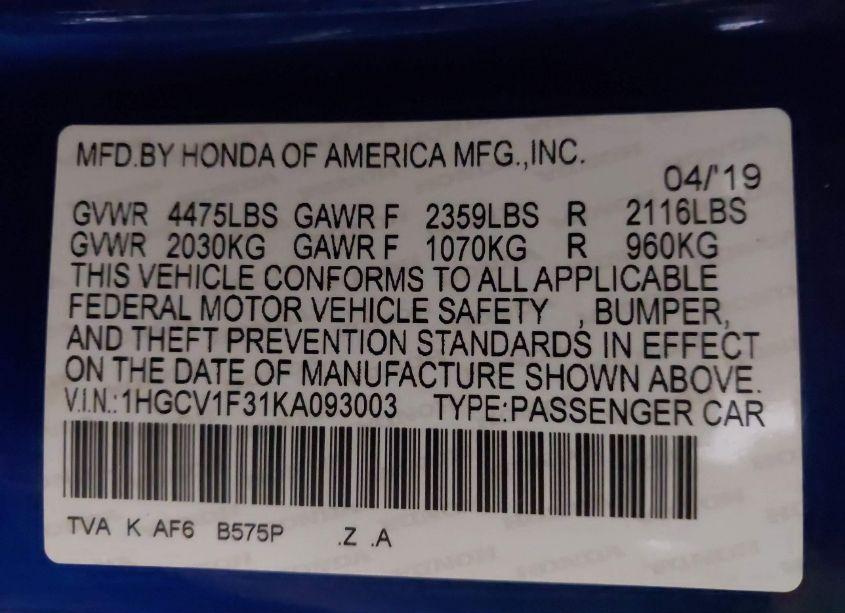 MFD.BY HONDA OF AMERICA MFG.,INC.
04/'19
GVWR 4475LBS GAWR F 2359LBS R 2116LBS
GVWR 2030KG GAWR F 1070KG R 960KG
THIS VEHICLE CONFORMS TO ALL APPLICABLE
FEDERAL MOTOR VEHICLE SAFETY , BUMPER,
AND THEFT PREVENTION STANDARDS IN EFFECT
ON THE DATE OF MANUFACTURE SHOWN ABOVE.
V.I.N.:1HGCV1F31KA093003 TYPE:PASSENGER CAR
TVA K AF6 B575P .Z .A